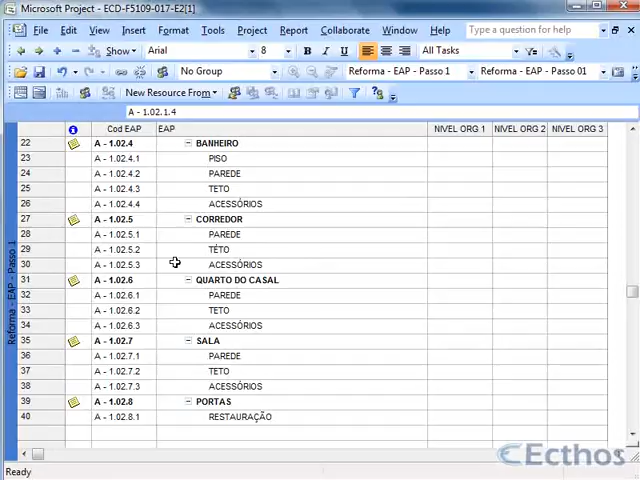 Microsoft Project - ECD-F5109-017-E2[1]
File Edit View Insert Format Tools Project Report Collaborate Window Help Type a question for help
Show Arial 8 B I U All Tasks
No Group Reforma - EAP - Passo 1 Reforma - EAP - Passo 01
New Resource From
A - 1.02.1.4
Cod EAP EAP NIVEL ORG 1 NIVEL ORG 2 NIVEL ORG 3
22 A - 1.02.4 BANHEIRO
23 A - 1.02.4.1 PISO
24 A - 1.02.4.2 PAREDE
25 A - 1.02.4.3 TETO
26 A - 1.02.4.4 ACESSÓRIOS
27 A - 1.02.5 CORREDOR
28 A - 1.02.5.1 PAREDE
29 A - 1.02.5.2 TÉTO
30 A - 1.02.5.3 ACESSÓRIOS
31 A - 1.02.6 QUARTO DO CASAL
32 A - 1.02.6.1 PAREDE
33 A - 1.02.6.2 TETO
34 A - 1.02.6.3 ACESSÓRIOS
35 A - 1.02.7 SALA
36 A - 1.02.7.1 PAREDE
37 A - 1.02.7.2 TETO
38 A - 1.02.7.3 ACESSÓRIOS
39 A - 1.02.8 PORTAS
40 A - 1.02.8.1 RESTAURAÇÃO
Reforma - EAP - Passo 1
Ecthos
Ready